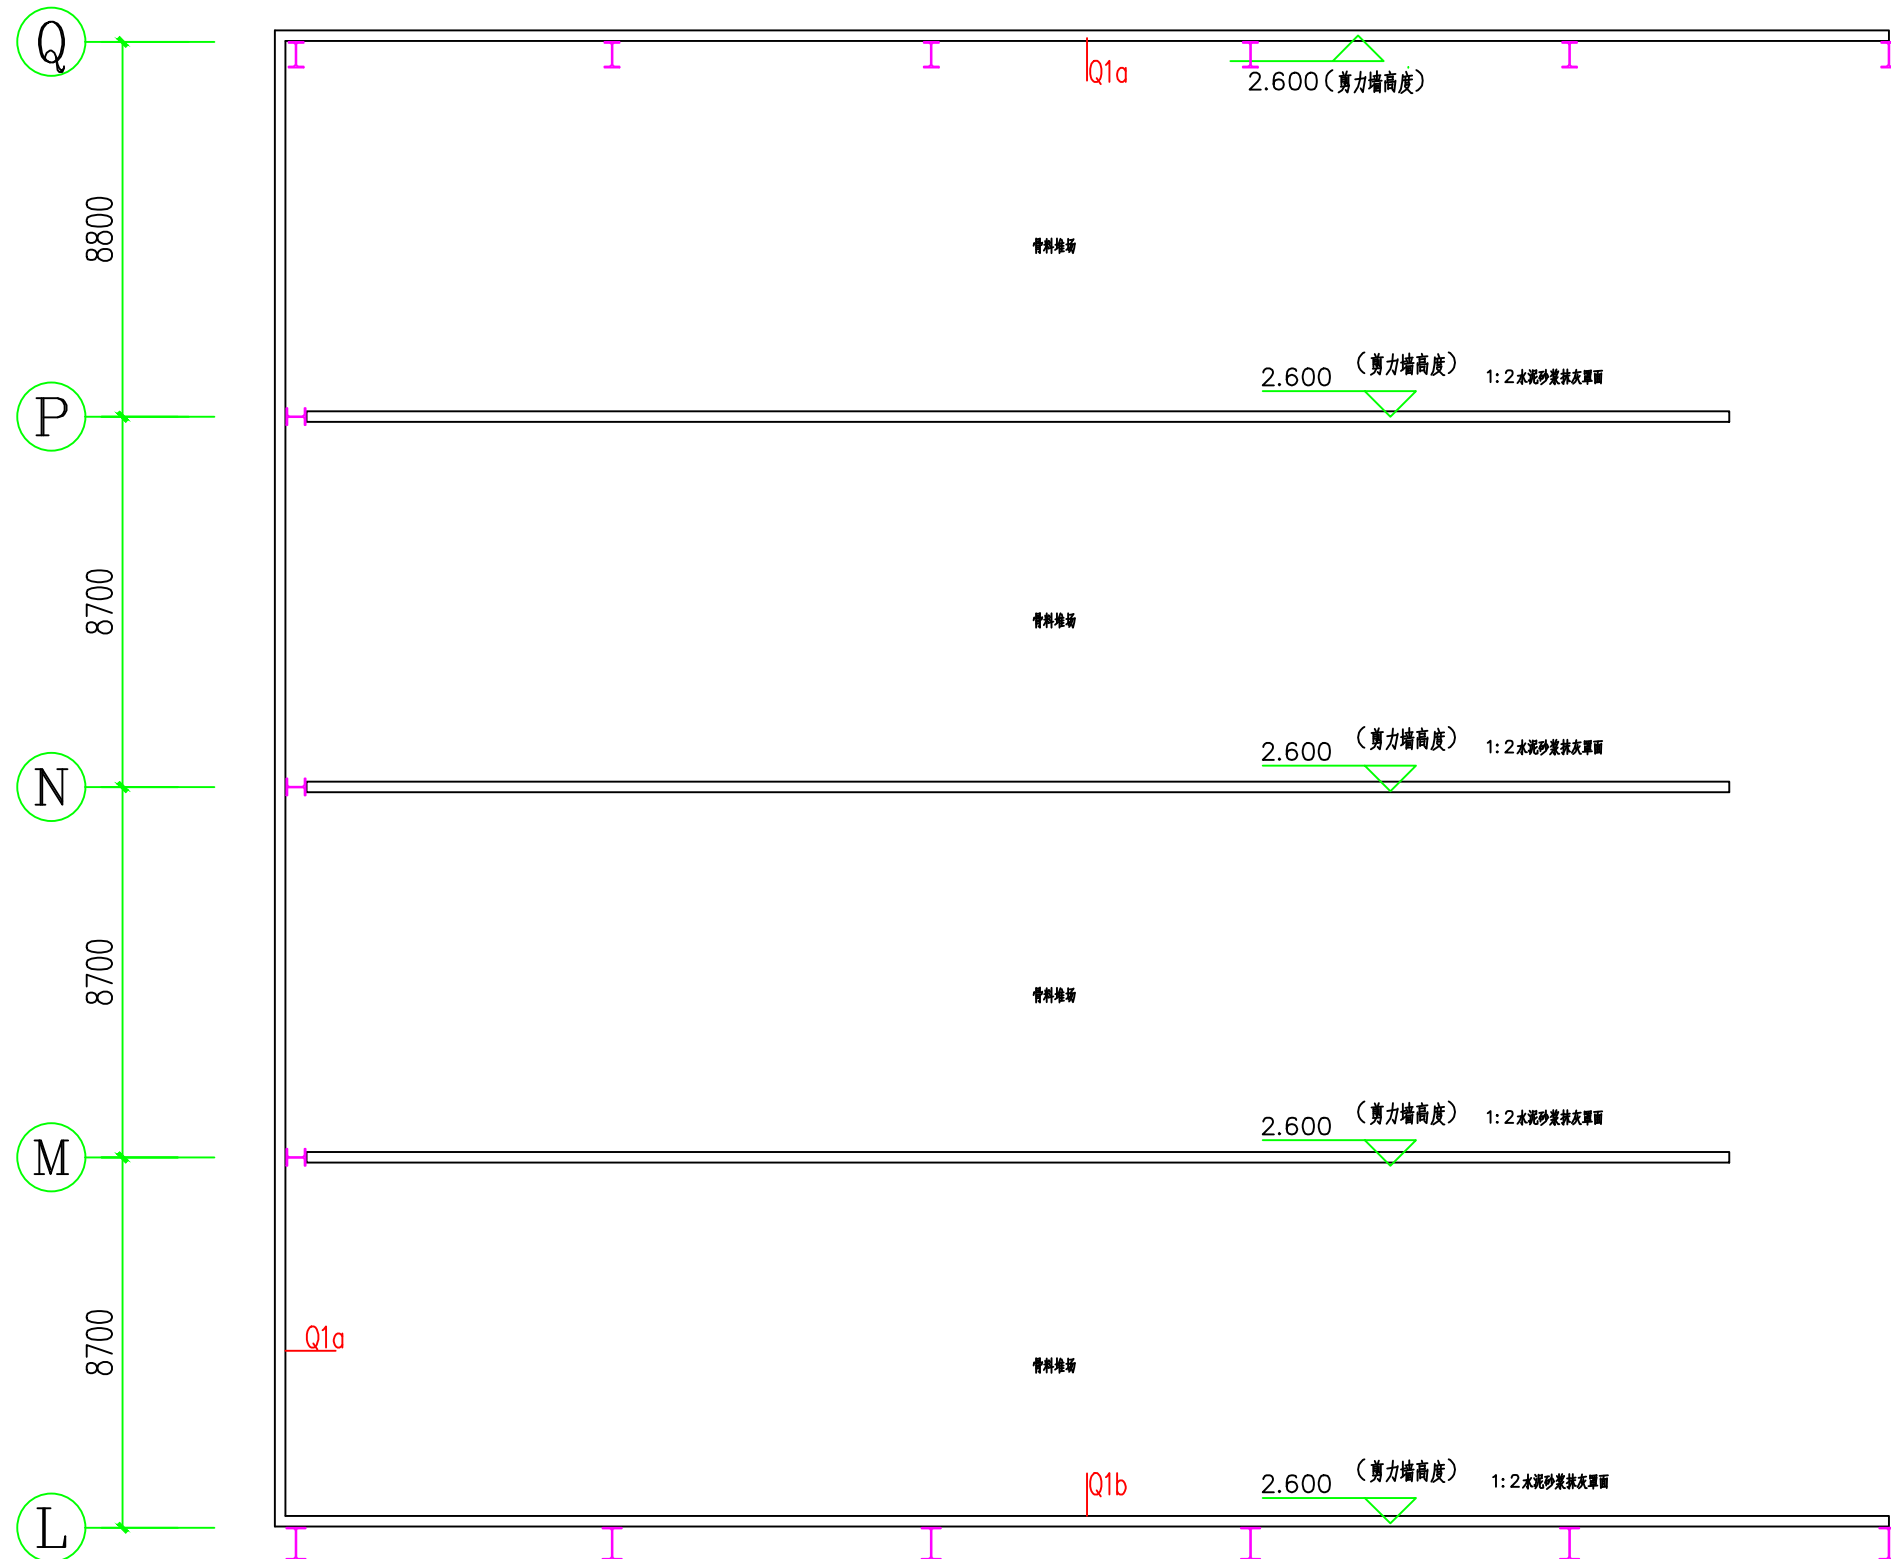 Q
Q1a
2.600(剪力墙高度)
8800
骨料堆场
2.600 (剪力墙高度) 1:2水泥砂浆抹灰罩面
P
8700
骨料堆场
2.600 (剪力墙高度) 1:2水泥砂浆抹灰罩面
N
8700
骨料堆场
2.600 (剪力墙高度) 1:2水泥砂浆抹灰罩面
M
8700
Q1a
骨料堆场
Q1b
2.600 (剪力墙高度) 1:2水泥砂浆抹灰罩面
L